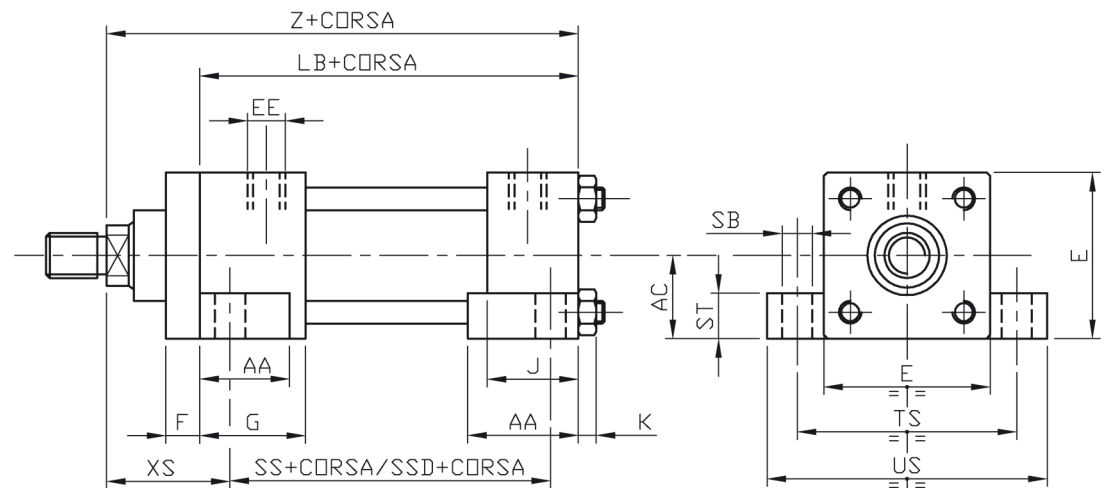 Z+CORSA
LB+CORSA
EE
SB
E
AC
ST
AA
J
E
F
G
AA
K
= =
TS
= =
XS
SS+CORSA/SSD+CORSA
US
= =